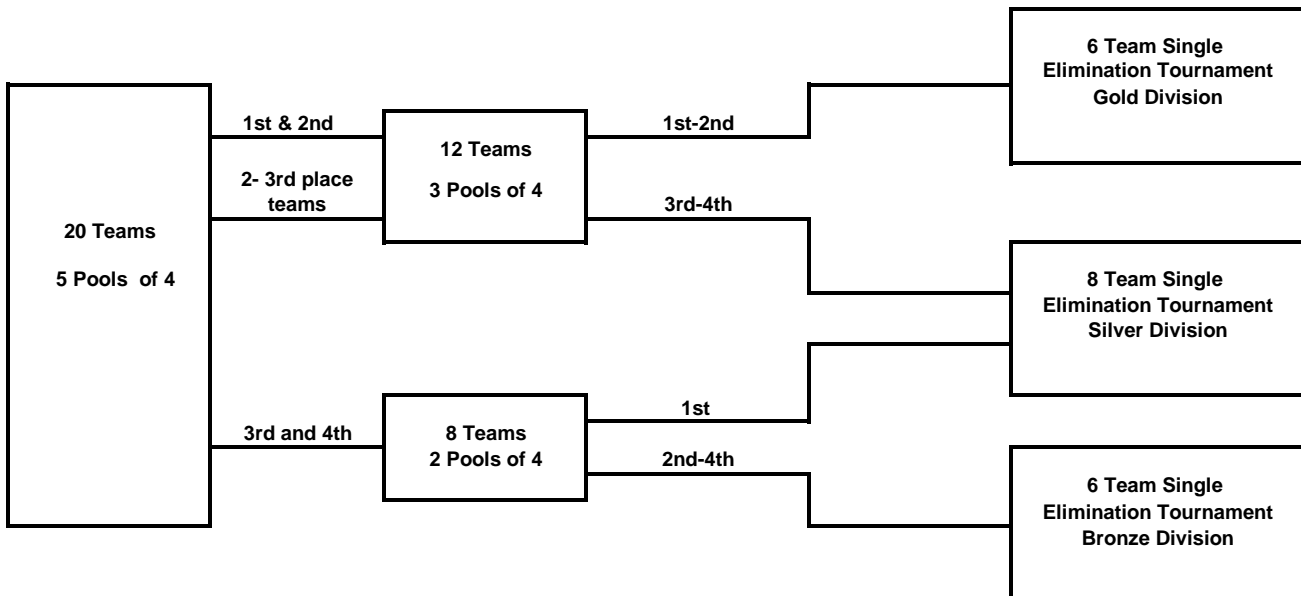 20 Teams
5 Pools of 4
1st & 2nd
2- 3rd place
teams
3rd and 4th
12 Teams
3 Pools of 4
8 Teams
2 Pools of 4
1st-2nd
3rd-4th
1st
2nd-4th
6 Team Single
Elimination Tournament
Gold Division
8 Team Single
Elimination Tournament
Silver Division
6 Team Single
Elimination Tournament
Bronze Division